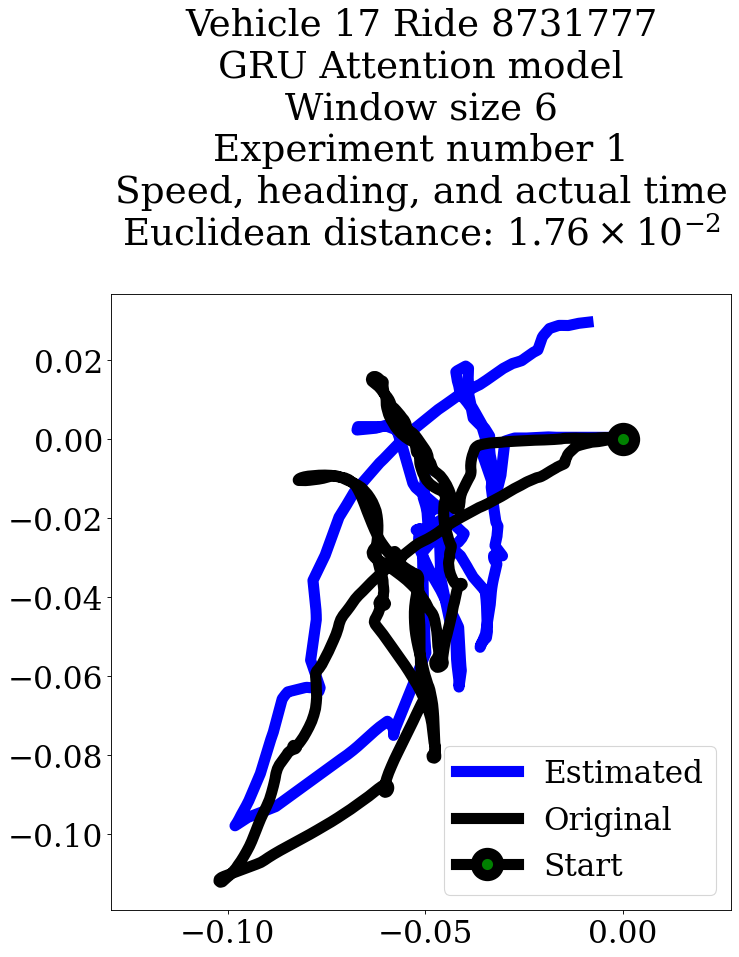 Vehicle 17 Ride 8731777
GRU Attention model
Window size 6
Experiment number 1
Speed, heading, and actual time
Euclidean distance: 1.76 × 10⁻²
0.02
0.00
−0.02
−0.04
−0.06
−0.08
−0.10
Estimated
Original
Start
−0.10
−0.05
0.00